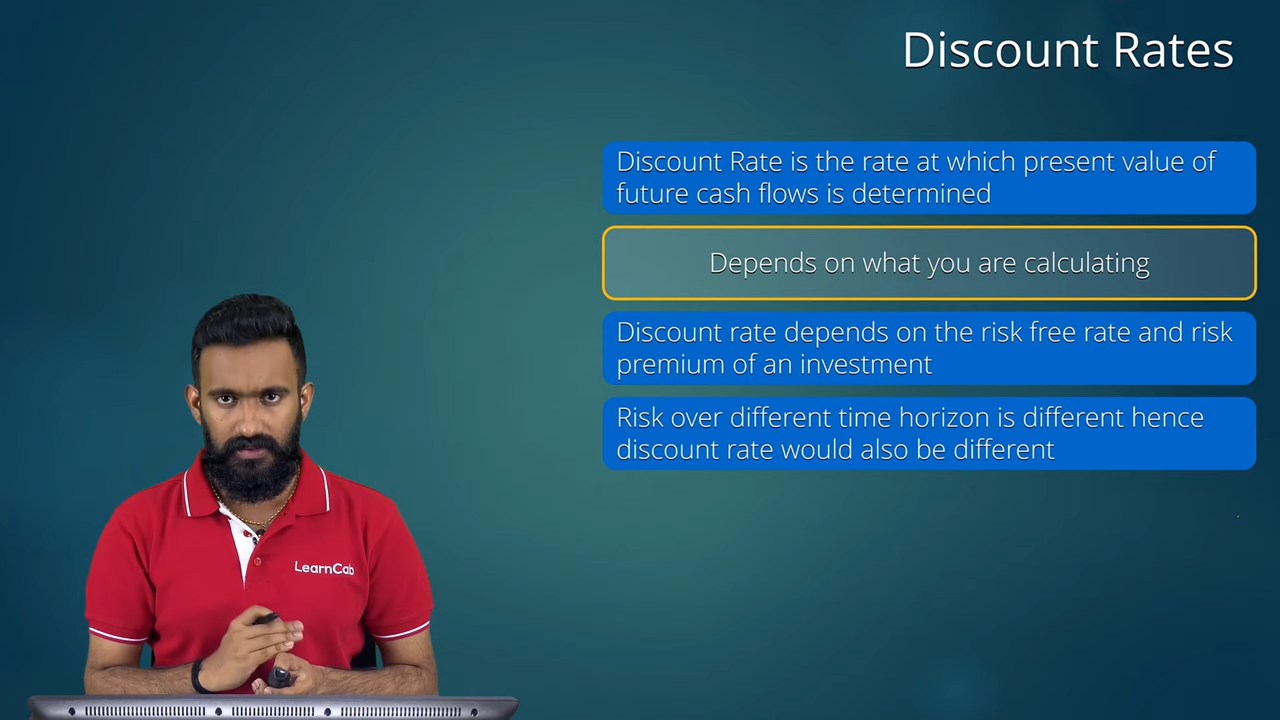 Discount Rates
Discount Rate is the rate at which present value of
future cash flows is determined
Depends on what you are calculating
Discount rate depends on the risk free rate and risk
premium of an investment
Risk over different time horizon is different hence
discount rate would also be different
LearnCab